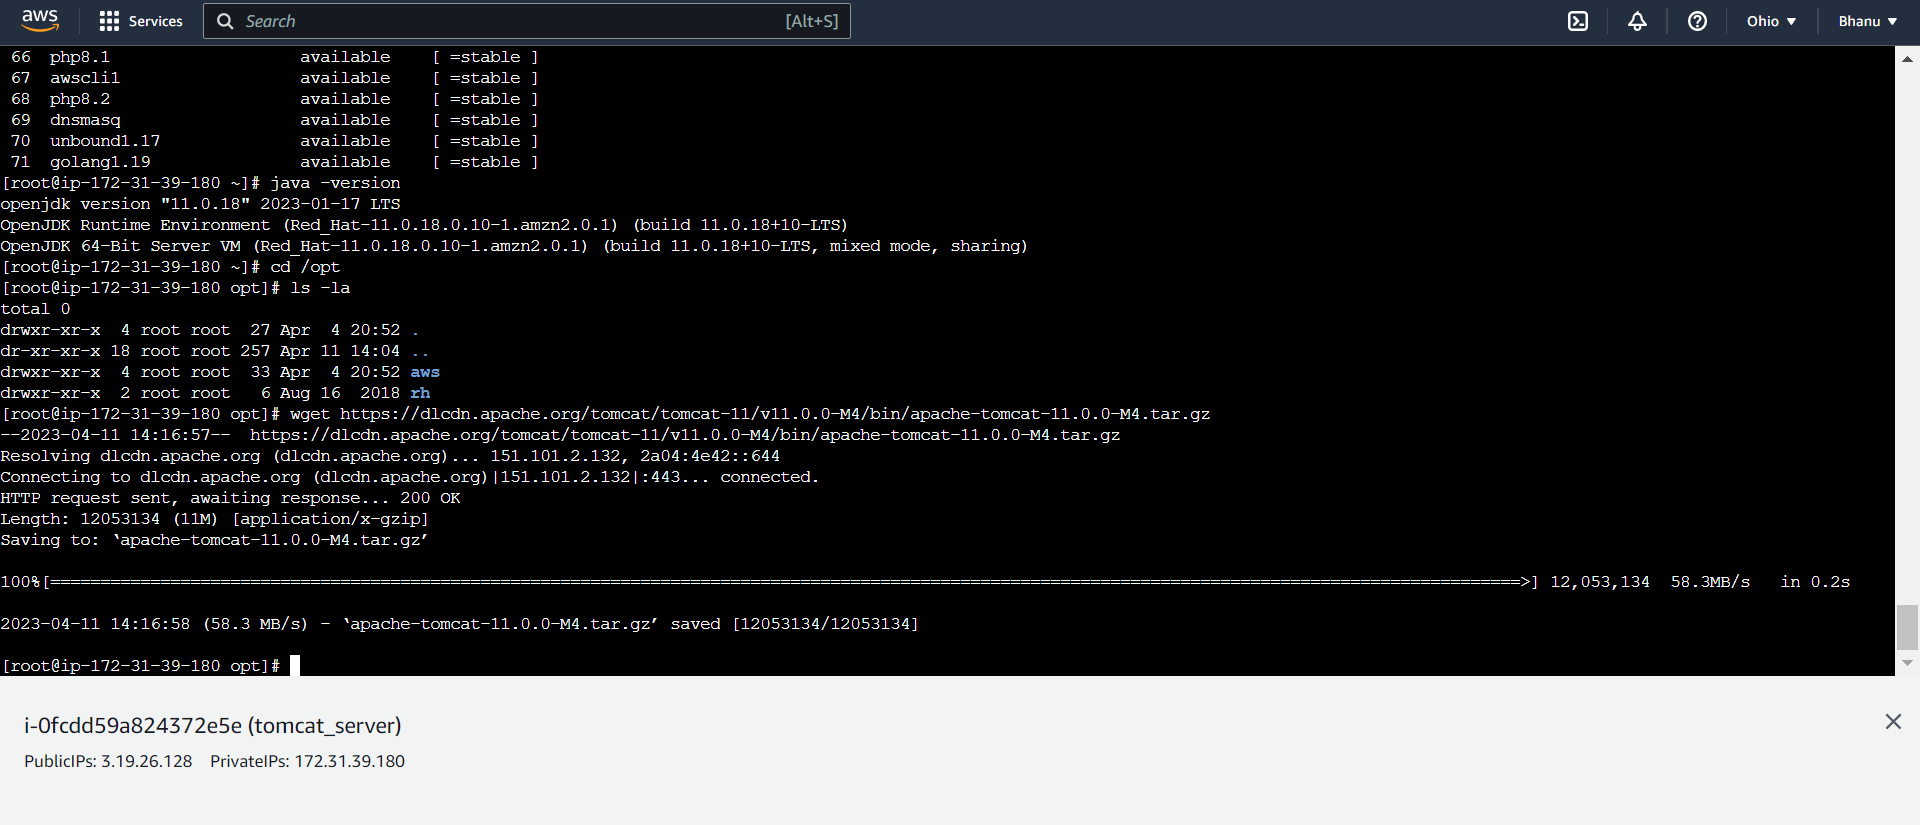 aws Services Search [Alt+S] Ohio Bhanu
66 php8.1 available [ =stable ]
67 awscli1 available [ =stable ]
68 php8.2 available [ =stable ]
69 dnsmasq available [ =stable ]
70 unbound1.17 available [ =stable ]
71 golang1.19 available [ =stable ]
[root@ip-172-31-39-180 ~]# java -version
openjdk version "11.0.18" 2023-01-17 LTS
OpenJDK Runtime Environment (Red_Hat-11.0.18.0.10-1.amzn2.0.1) (build 11.0.18+10-LTS)
OpenJDK 64-Bit Server VM (Red_Hat-11.0.18.0.10-1.amzn2.0.1) (build 11.0.18+10-LTS, mixed mode, sharing)
[root@ip-172-31-39-180 ~]# cd /opt
[root@ip-172-31-39-180 opt]# ls -la
total 0
drwxr-xr-x 4 root root 27 Apr 4 20:52 .
dr-xr-xr-x 18 root root 257 Apr 11 14:04 ..
drwxr-xr-x 4 root root 33 Apr 4 20:52 aws
drwxr-xr-x 2 root root 6 Aug 16 2018 rh
[root@ip-172-31-39-180 opt]# wget https://dlcdn.apache.org/tomcat/tomcat-11/v11.0.0-M4/bin/apache-tomcat-11.0.0-M4.tar.gz
--2023-04-11 14:16:57-- https://dlcdn.apache.org/tomcat/tomcat-11/v11.0.0-M4/bin/apache-tomcat-11.0.0-M4.tar.gz
Resolving dlcdn.apache.org (dlcdn.apache.org)... 151.101.2.132, 2a04:4e42::644
Connecting to dlcdn.apache.org (dlcdn.apache.org)|151.101.2.132|:443... connected.
HTTP request sent, awaiting response... 200 OK
Length: 12053134 (11M) [application/x-gzip]
Saving to: ‘apache-tomcat-11.0.0-M4.tar.gz’
100%[===================================================================================================================================================>] 12,053,134 58.3MB/s in 0.2s
2023-04-11 14:16:58 (58.3 MB/s) - ‘apache-tomcat-11.0.0-M4.tar.gz’ saved [12053134/12053134]
[root@ip-172-31-39-180 opt]#
i-0fcdd59a824372e5e (tomcat_server)
PublicIPs: 3.19.26.128 PrivateIPs: 172.31.39.180